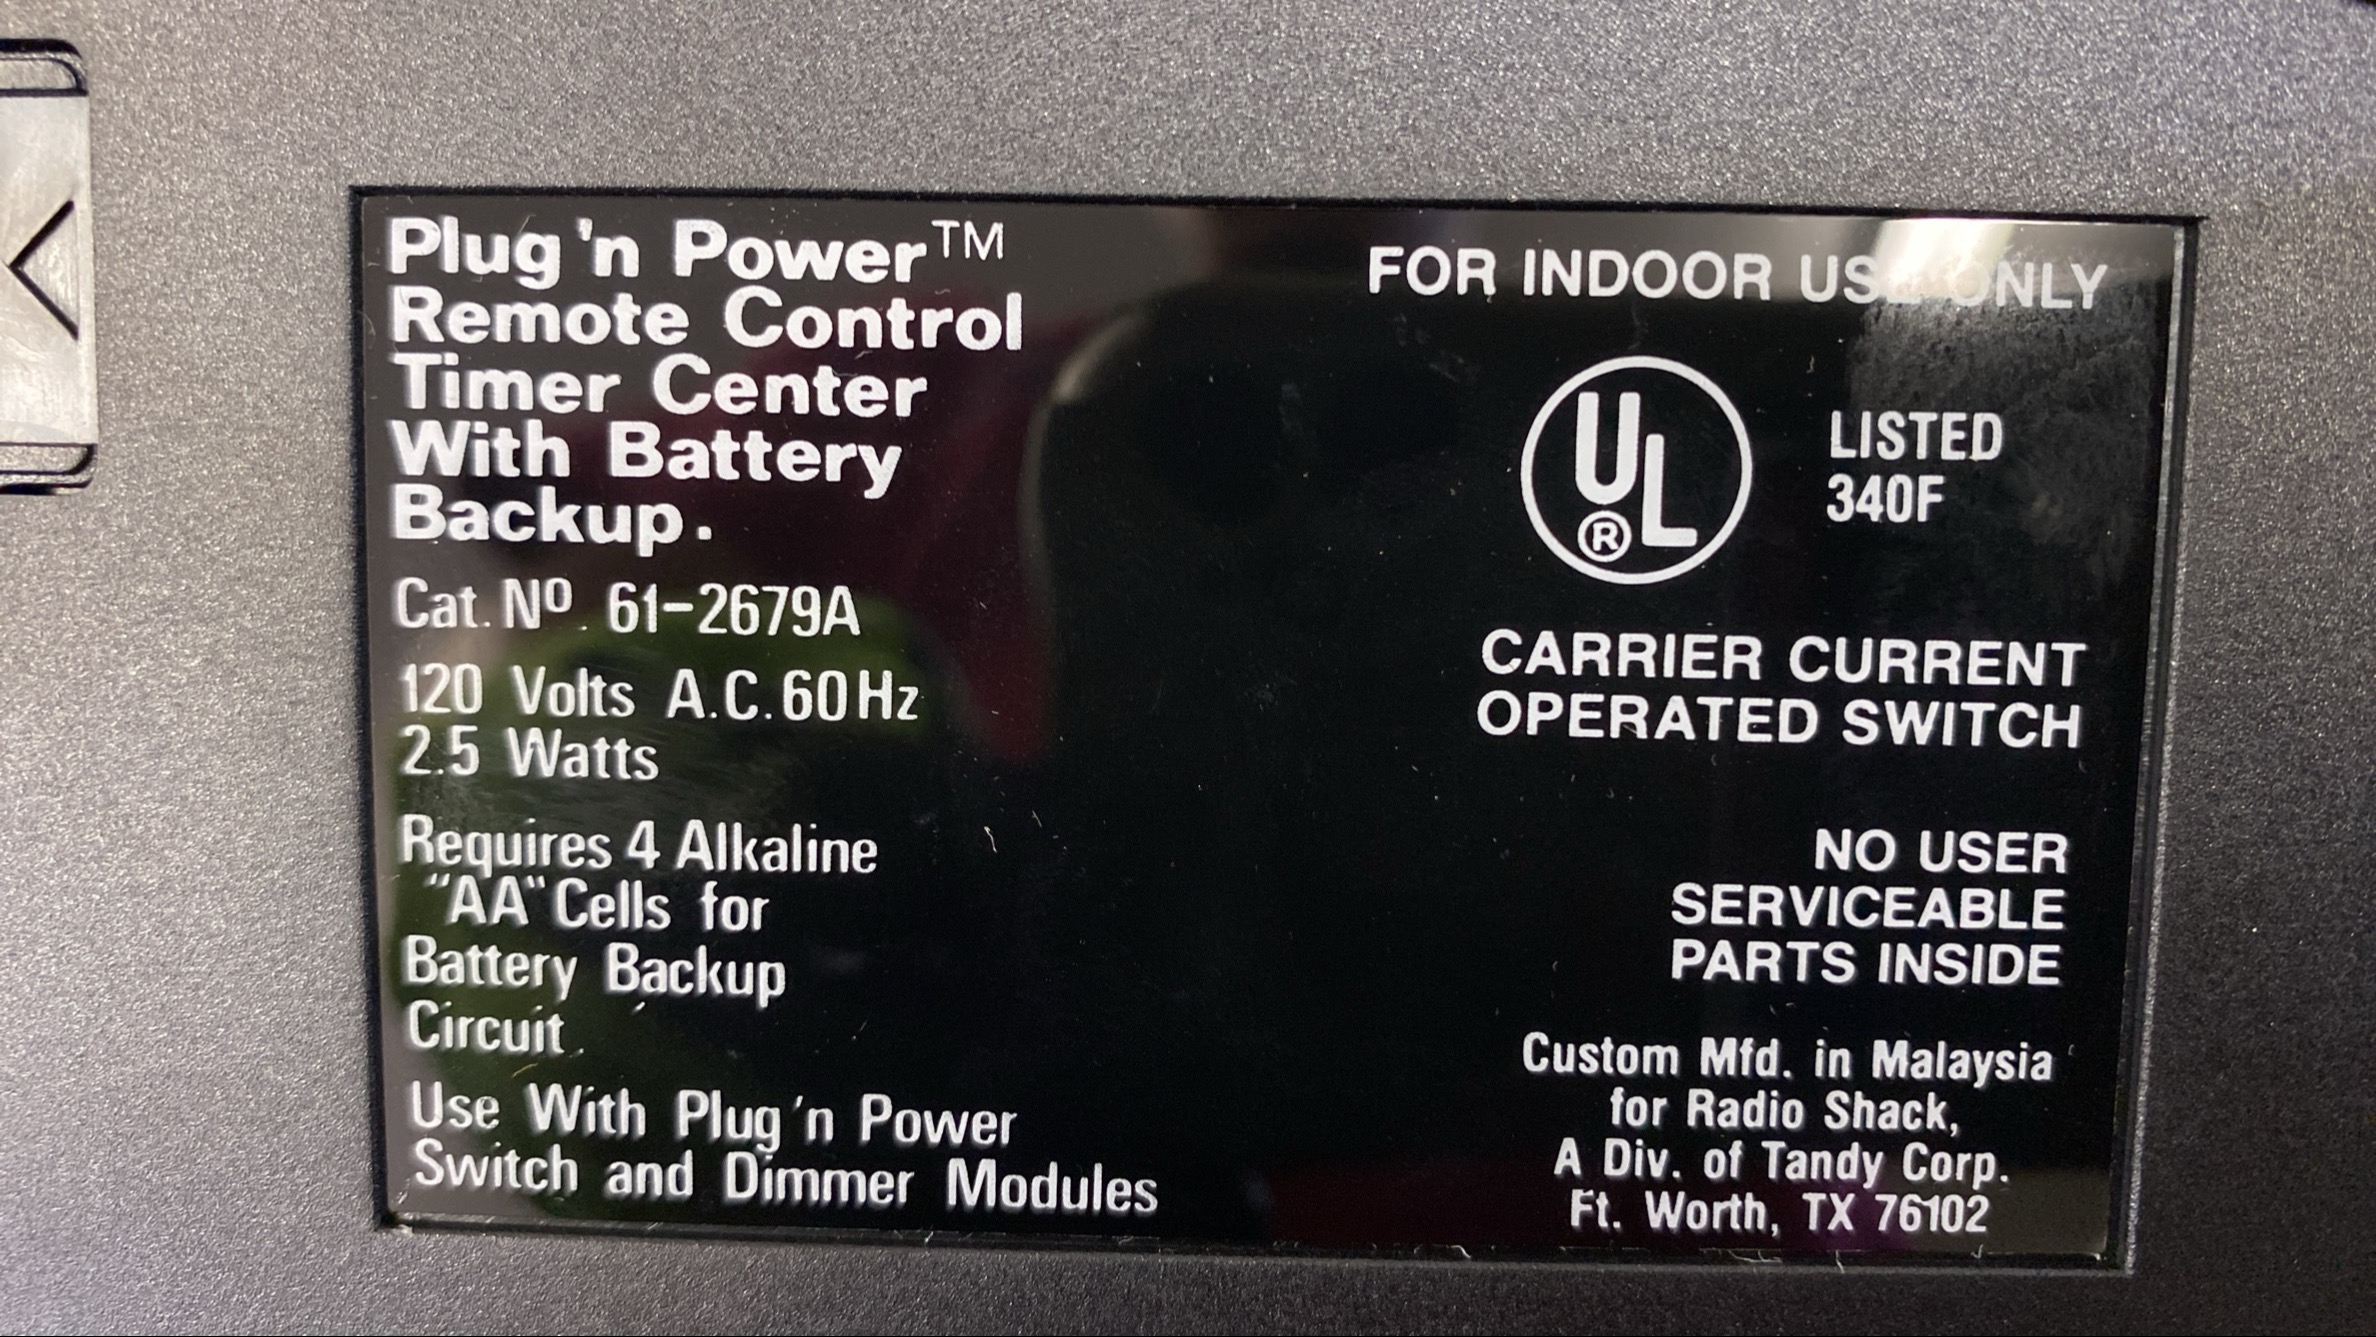 Plug 'n Power™
Remote Control
Timer Center
With Battery
Backup.
Cat. Nº. 61-2679A
120 Volts A.C. 60Hz
2.5 Watts
Requires 4 Alkaline
"AA" Cells for
Battery Backup
Circuit.
Use With Plug 'n Power
Switch and Dimmer Modules
FOR INDOOR USE ONLY
UL
®
LISTED
340F
CARRIER CURRENT
OPERATED SWITCH
NO USER
SERVICEABLE
PARTS INSIDE
Custom Mfd. in Malaysia
for Radio Shack,
A Div. of Tandy Corp.
Ft. Worth, TX 76102